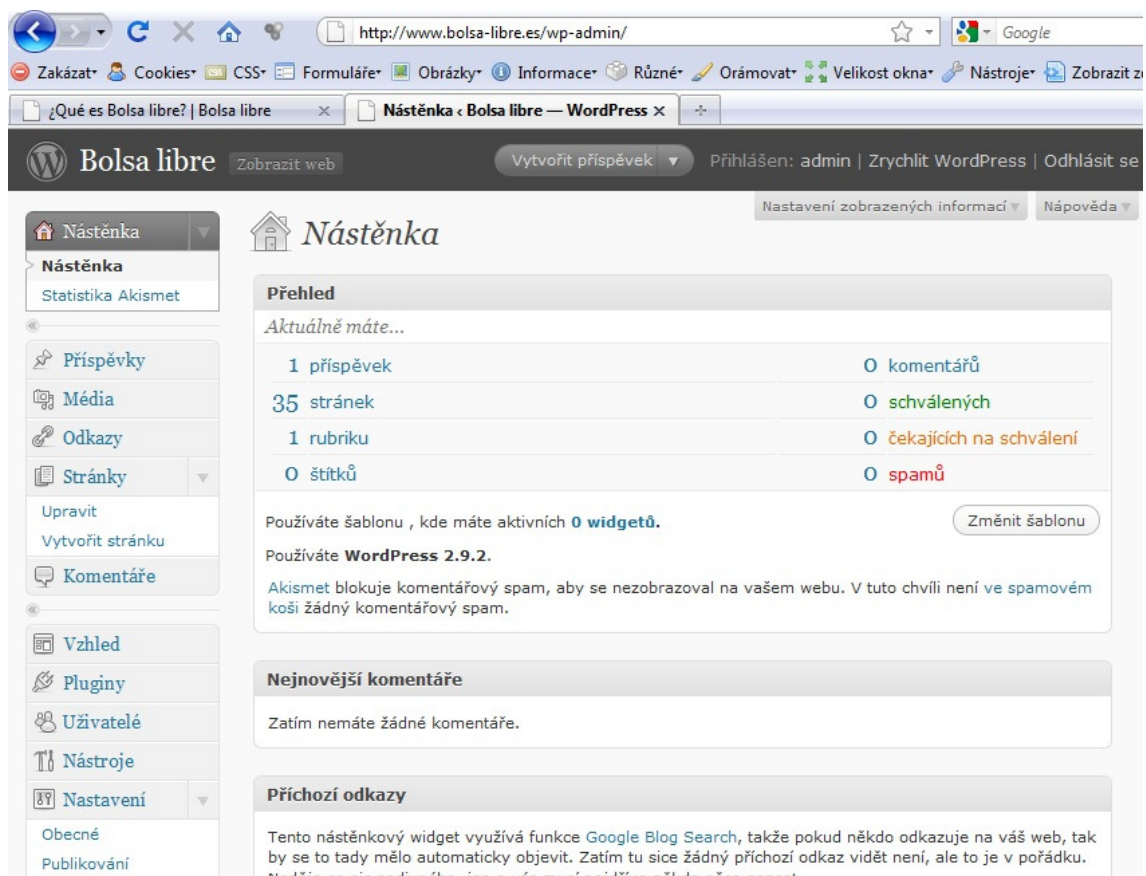 http://www.bolsa-libre.es/wp-admin/
Google
Zakázat Cookies CSS Formuláře Obrázky Informace Různé Orámovat Velikost okna Nástroje Zobrazit
¿Qué es Bolsa libre? | Bolsa libre
Nástěnka ‹ Bolsa libre — WordPress
Bolsa libre Zobrazit web
Vytvořit příspěvek
Přihlášen: admin | Zrychlit WordPress | Odhlásit se
Nastavení zobrazených informací
Nápověda
Nástěnka
Nástěnka
Statistika Akismet
Příspěvky
Média
Odkazy
Stránky
Upravit
Vytvořit stránku
Komentáře
Vzhled
Pluginy
Uživatelé
Nástroje
Nastavení
Obecné
Publikování
Nástěnka
Přehled
Aktuálně máte...
1 příspěvek 0 komentářů
35 stránek 0 schválených
1 rubriku 0 čekajících na schválení
0 štítků 0 spamů
Používáte šablonu , kde máte aktivních 0 widgetů.
Změnit šablonu
Používáte WordPress 2.9.2.
Akismet blokuje komentářový spam, aby se nezobrazoval na vašem webu. V tuto chvíli není ve spamovém
koši žádný komentářový spam.
Nejnovější komentáře
Zatím nemáte žádné komentáře.
Příchozí odkazy
Tento nástěnkový widget využívá funkce Google Blog Search, takže pokud někdo odkazuje na váš web, tak
by se to tady mělo automaticky objevit. Zatím tu sice žádný příchozí odkaz vidět není, ale to je v pořádku.